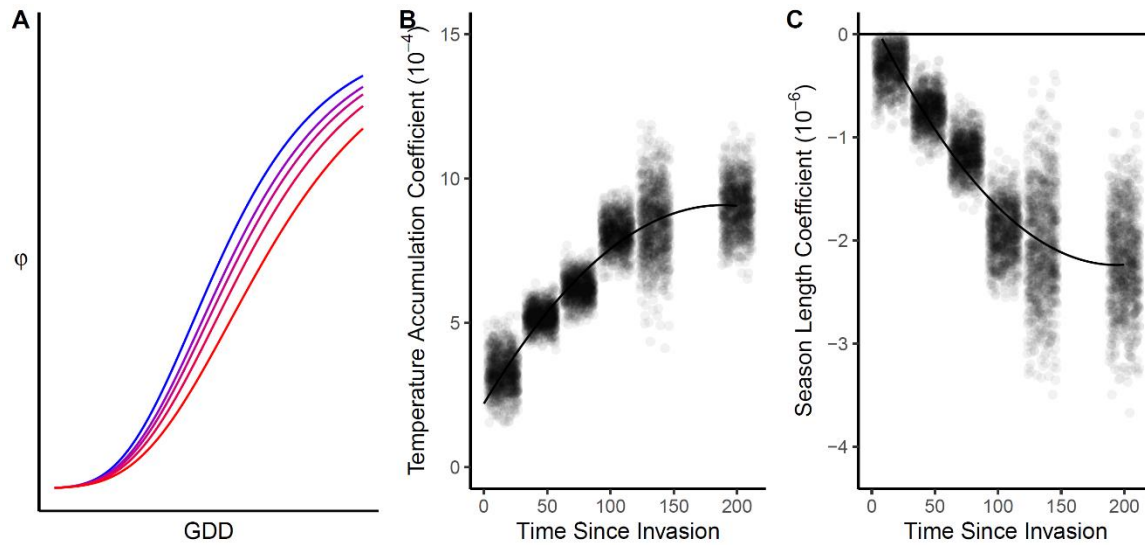 A
φ
GDD
B
Temperature Accumulation Coefficient (10⁻⁴)
15
10
5
0
0 50 100 150 200
Time Since Invasion
C
Season Length Coefficient (10⁻⁶)
0
−1
−2
−3
−4
0 50 100 150 200
Time Since Invasion